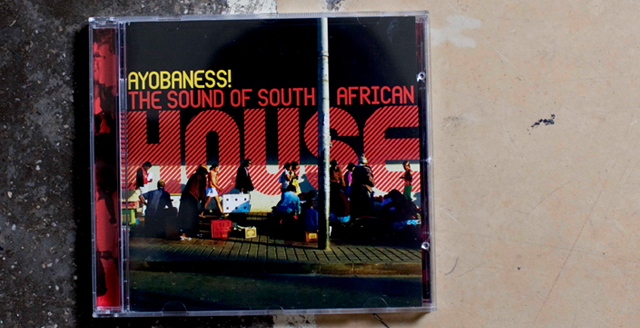 AYOBANESS!
THE SOUND OF SOUTH AFRICAN
HOUSE